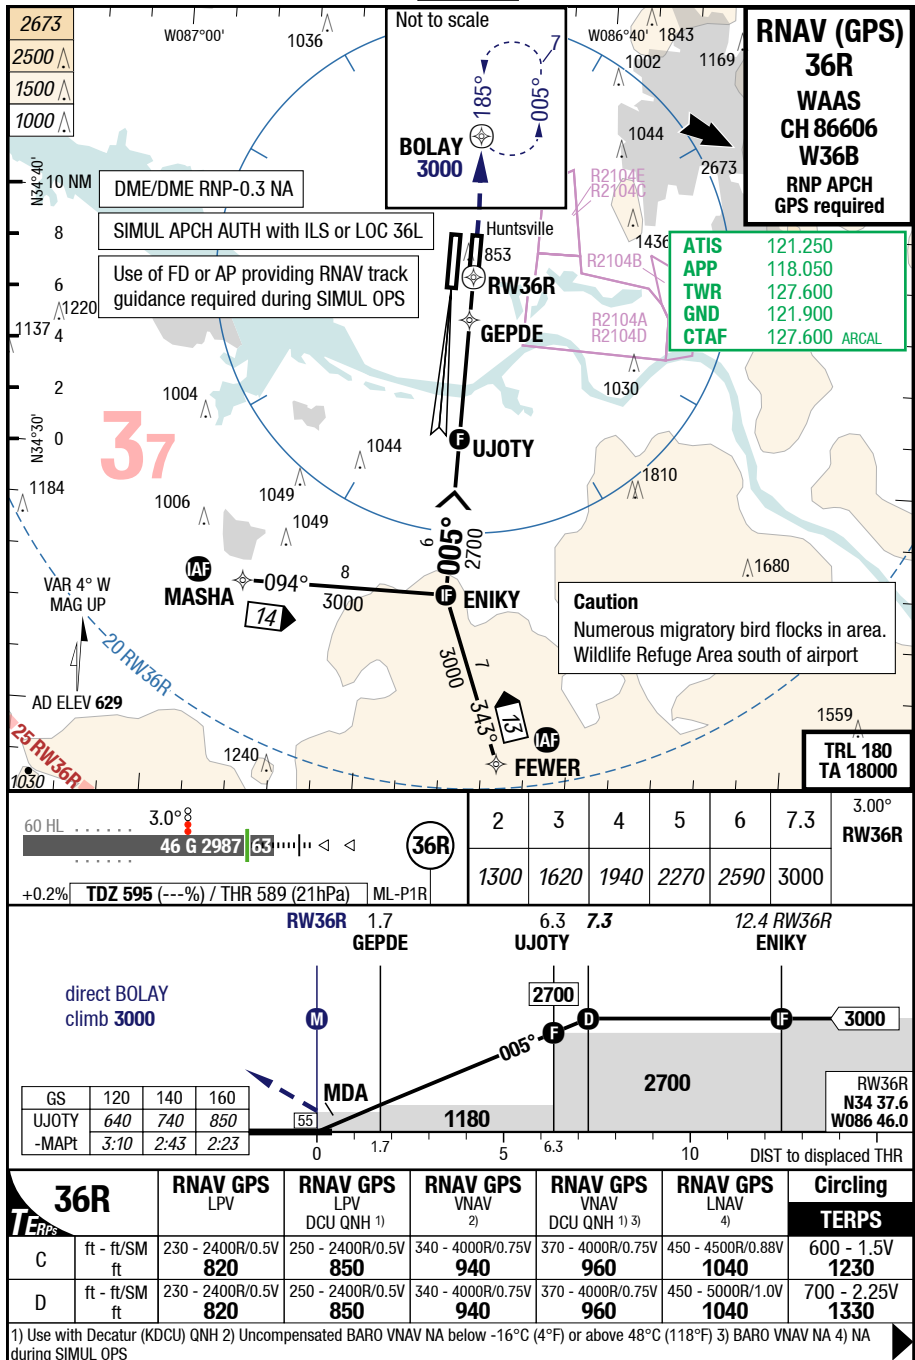 2673
2500
1500
1000
W087°00'
1036
Not to scale
7
185°
005°
BOLAY
3000
W086°40'
1843
1002
1169
1044
2673
RNAV (GPS)
36R
WAAS
CH 86606
W36B
RNP APCH
GPS required
N34°40'
10 NM
8
6
4
2
0
N34°30'
DME/DME RNP-0.3 NA
SIMUL APCH AUTH with ILS or LOC 36L
Use of FD or AP providing RNAV track
guidance required during SIMUL OPS
R2104E
R2104C
1436
R2104B
R2104A
R2104D
Huntsville
853
RW36R
GEPDE
ATIS 121.250
APP 118.050
TWR 127.600
GND 121.900
CTAF 127.600 ARCAL
1220
1137
1004
1030
37
F UJOTY
1044
1184
1049
1006
1049
1810
1680
005°
9
2700
IAF
MASHA
094°
8
3000
14
IF ENIKY
VAR 4° W
MAG UP
20 RW36R
AD ELEV 629
25 RW36R
1030
1240
7
3000
343°
13
IAF
FEWER
Caution
Numerous migratory bird flocks in area.
Wildlife Refuge Area south of airport
1559
TRL 180
TA 18000
60 HL
3.0°
46 G 2987 63
+0.2% TDZ 595 (---%) / THR 589 (21hPa) ML-P1R
36R
2 3 4 5 6 7.3 3.00°
RW36R
1300 1620 1940 2270 2590 3000
RW36R 1.7 6.3 7.3 12.4 RW36R
GEPDE UJOTY ENIKY
direct BOLAY
climb 3000
M
2700
F
D
IF
3000
005°
2700
MDA
1180
55
RW36R
N34 37.6
W086 46.0
GS 120 140 160
UJOTY 640 740 850
-MAPt 3:10 2:43 2:23
0 1.7 5 6.3 10 DIST to displaced THR
36R
TERPs
RNAV GPS
LPV
RNAV GPS
LPV
DCU QNH 1)
RNAV GPS
VNAV
2)
RNAV GPS
VNAV
DCU QNH 1) 3)
RNAV GPS
LNAV
4)
Circling
TERPS
C ft - ft/SM 230 - 2400R/0.5V 250 - 2400R/0.5V 340 - 4000R/0.75V 370 - 4000R/0.75V 450 - 4500R/0.88V 600 - 1.5V
ft 820 850 940 960 1040 1230
D ft - ft/SM 230 - 2400R/0.5V 250 - 2400R/0.5V 340 - 4000R/0.75V 370 - 4000R/0.75V 450 - 5000R/1.0V 700 - 2.25V
ft 820 850 940 960 1040 1330
1) Use with Decatur (KDCU) QNH 2) Uncompensated BARO VNAV NA below -16°C (4°F) or above 48°C (118°F) 3) BARO VNAV NA 4) NA
during SIMUL OPS